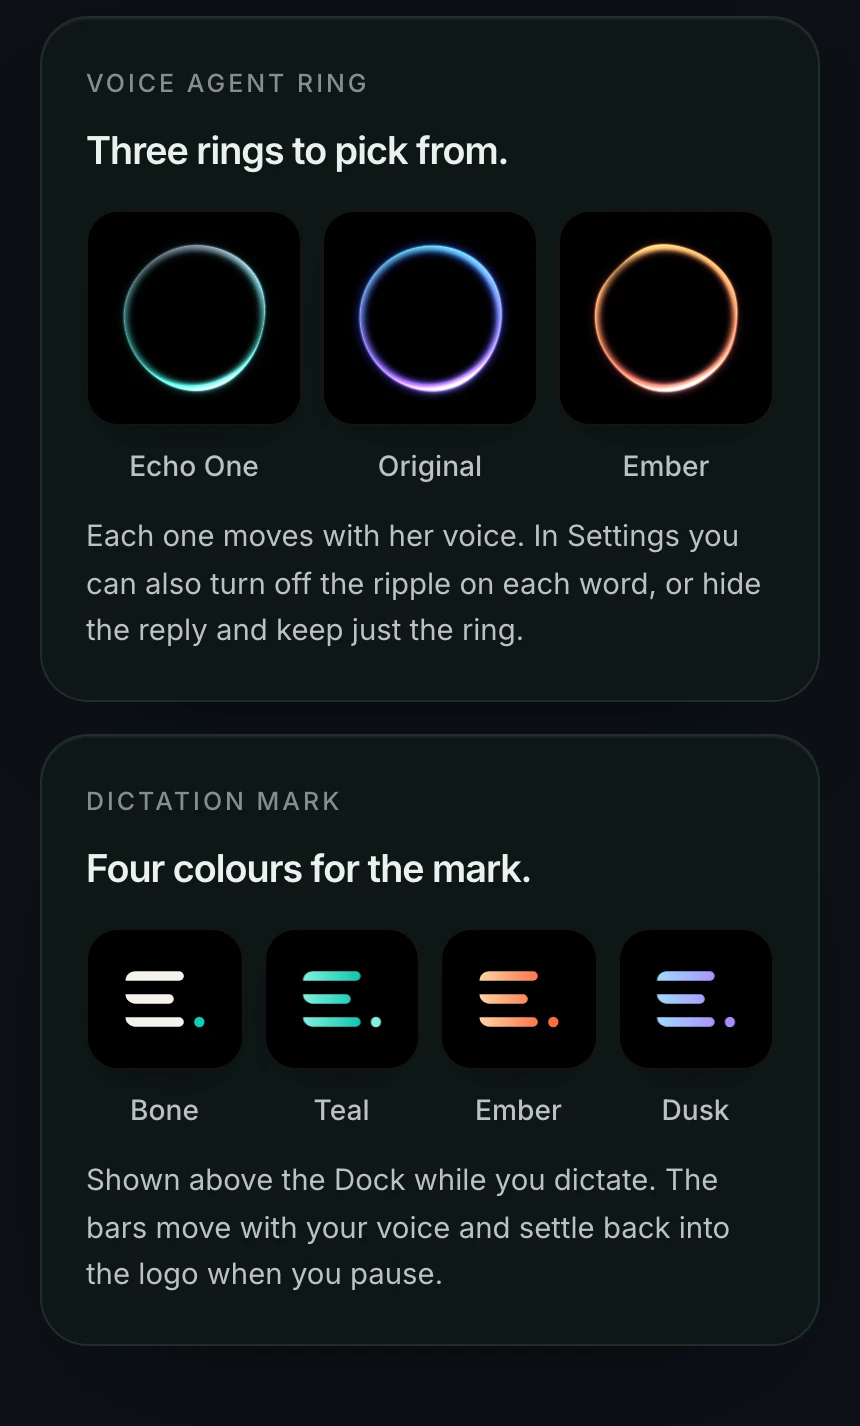 VOICE AGENT RING
Three rings to pick from.
Echo One
Original
Ember
Each one moves with her voice. In Settings you
can also turn off the ripple on each word, or hide
the reply and keep just the ring.
DICTATION MARK
Four colours for the mark.
Bone
Teal
Ember
Dusk
Shown above the Dock while you dictate. The
bars move with your voice and settle back into
the logo when you pause.